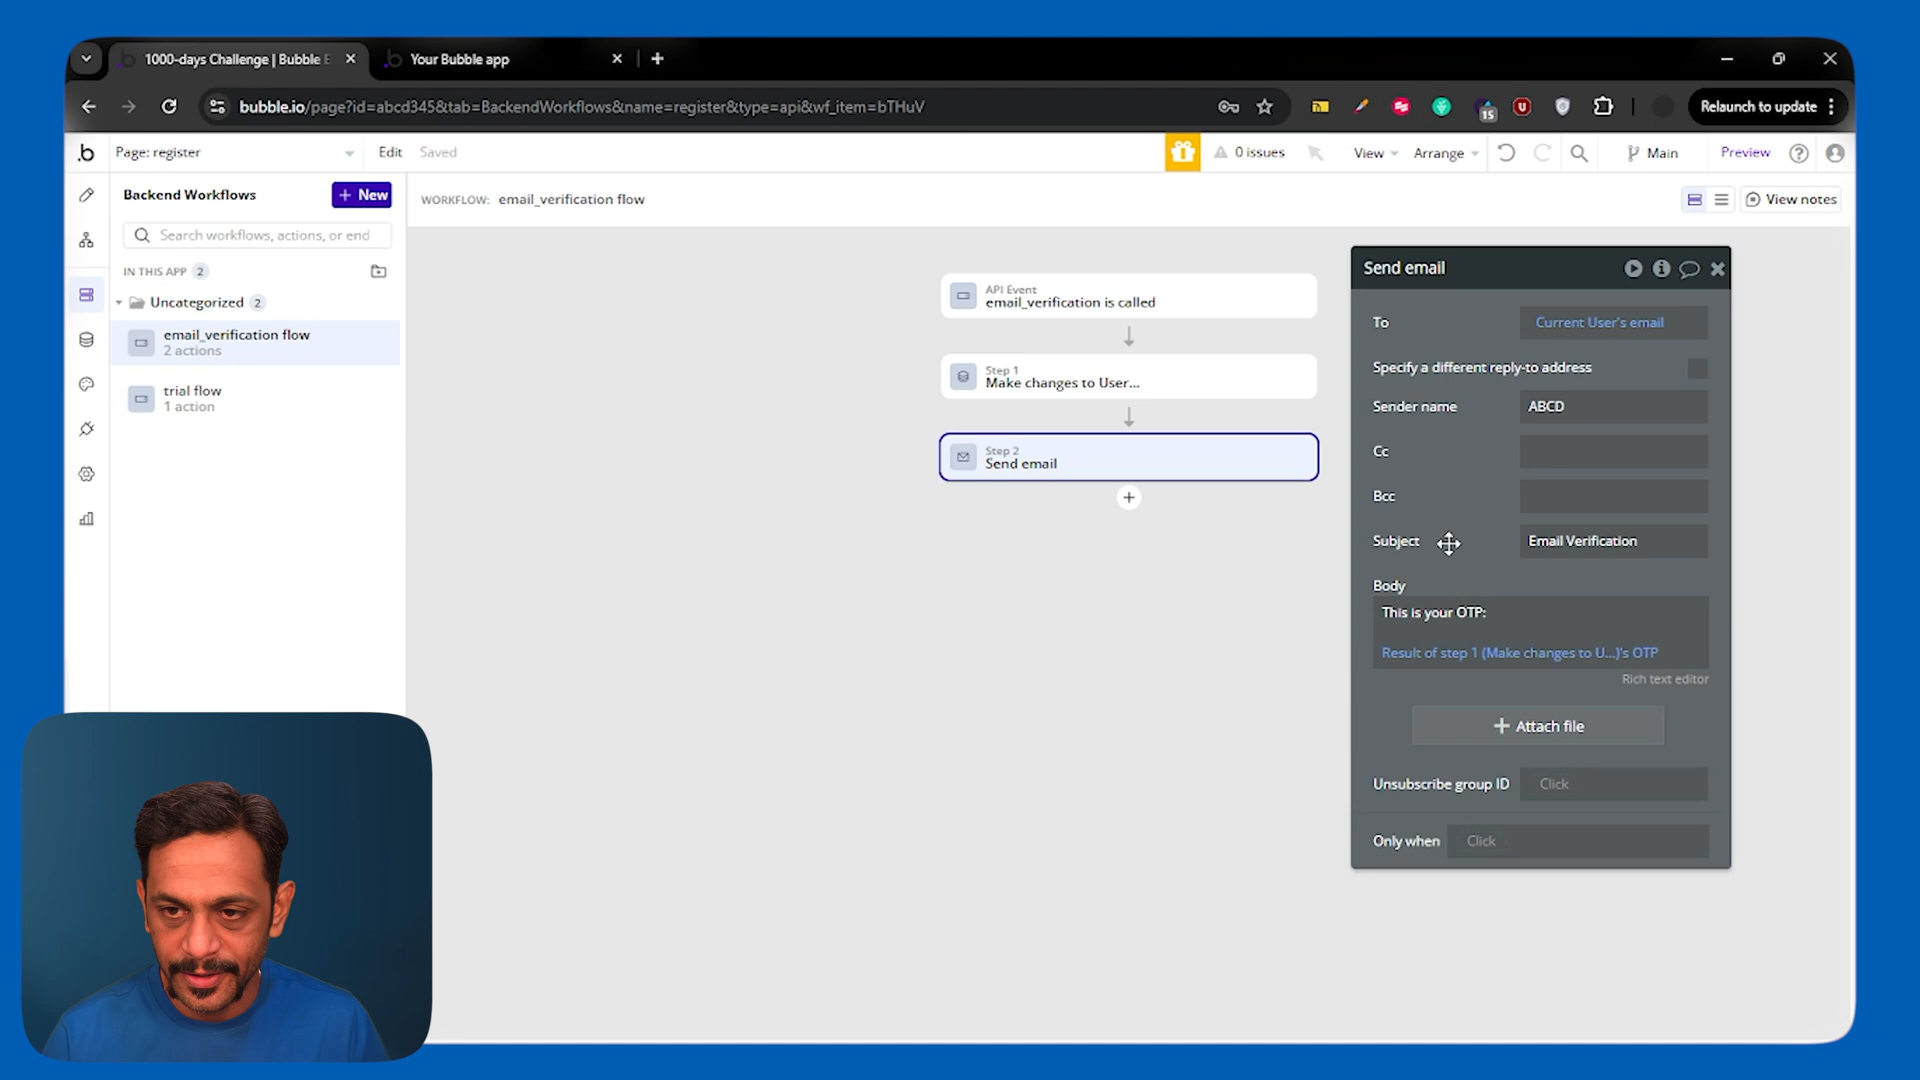 1000-days Challenge | Bubble E
Your Bubble app
bubble.io/page?id=abcd345&tab=BackendWorkflows&name=register&type=api&wf_item=bTHuV
15
Relaunch to update
.b
Page: register
Edit
Saved
0 issues
View
Arrange
Main
Preview
Backend Workflows
+ New
WORKFLOW: email_verification flow
View notes
Search workflows, actions, or end
IN THIS APP 2
Uncategorized 2
email_verification flow
2 actions
trial flow
1 action
API Event
email_verification is called
Step 1
Make changes to User...
Step 2
Send email
Send email
To
Current User's email
Specify a different reply-to address
Sender name
ABCD
Cc
Bcc
Subject
Email Verification
Body
This is your OTP:
Result of step 1 (Make changes to U...)'s OTP
Rich text editor
+ Attach file
Unsubscribe group ID
Click
Only when
Click